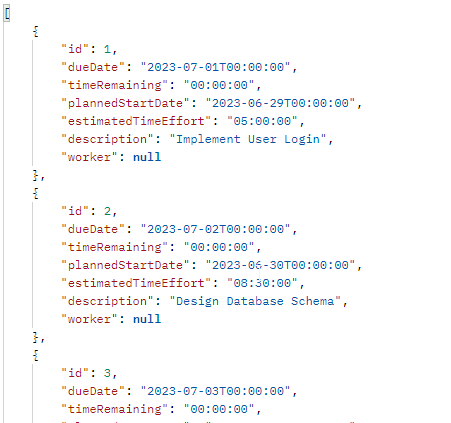 [
{
"id": 1,
"dueDate": "2023-07-01T00:00:00",
"timeRemaining": "00:00:00",
"plannedStartDate": "2023-06-29T00:00:00",
"estimatedTimeEffort": "05:00:00",
"description": "Implement User Login",
"worker": null
},
{
"id": 2,
"dueDate": "2023-07-02T00:00:00",
"timeRemaining": "00:00:00",
"plannedStartDate": "2023-06-30T00:00:00",
"estimatedTimeEffort": "08:30:00",
"description": "Design Database Schema",
"worker": null
},
{
"id": 3,
"dueDate": "2023-07-03T00:00:00",
"timeRemaining": "00:00:00",